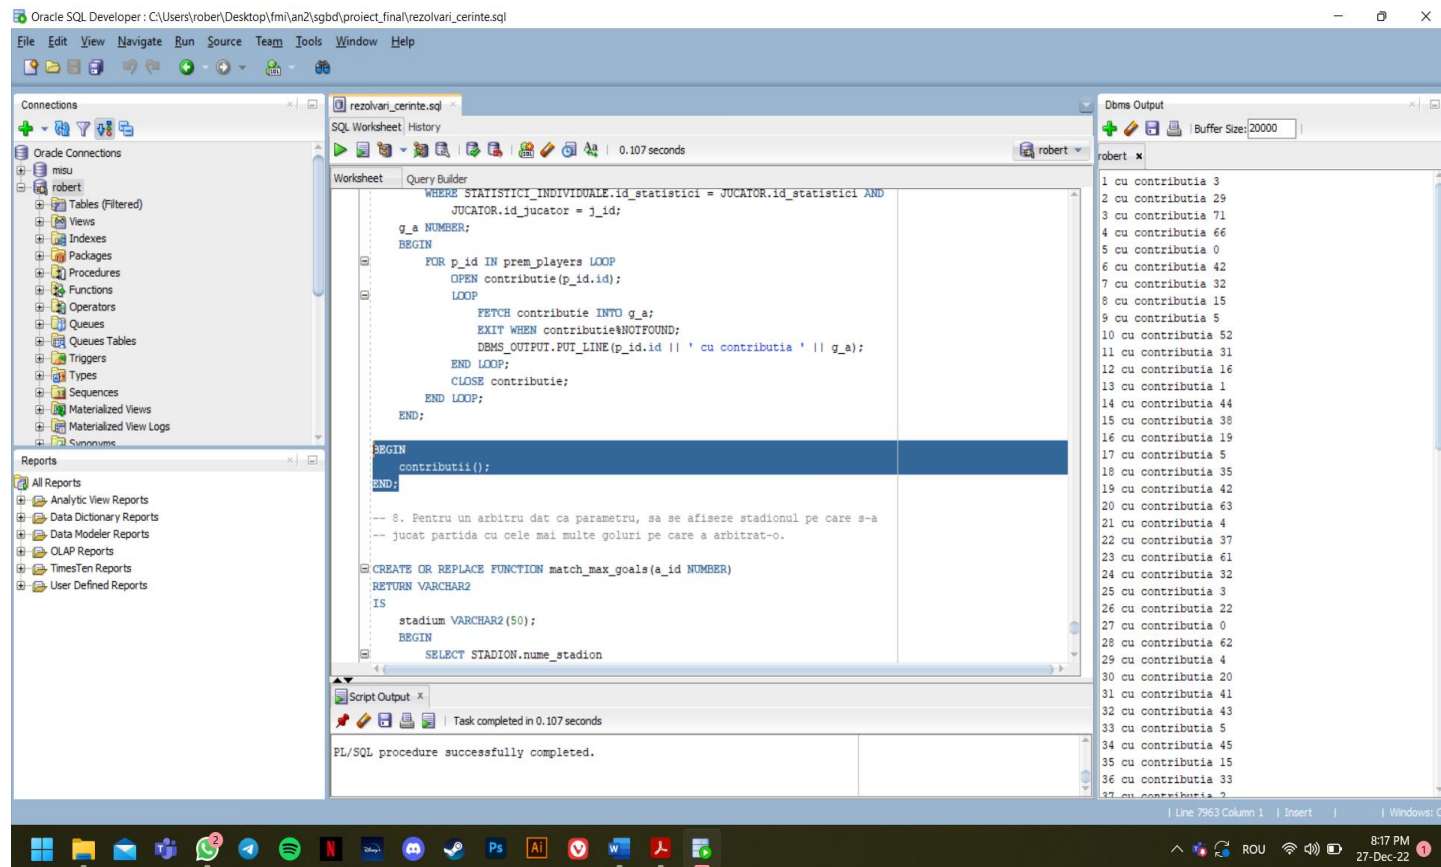 Oracle SQL Developer : C:\Users\rober\Desktop\fmi\an2\sgbd\proiect_final\rezolvari_cerinte.sql
File Edit View Navigate Run Source Team Tools Window Help
Connections
Oracle Connections
misu
robert
Tables (Filtered)
Views
Indexes
Packages
Procedures
Functions
Operators
Queues
Queues Tables
Triggers
Types
Sequences
Materialized Views
Materialized View Logs
Synonyms
Reports
All Reports
Analytic View Reports
Data Dictionary Reports
Data Modeler Reports
OLAP Reports
TimesTen Reports
User Defined Reports
rezolvari_cerinte.sql
SQL Worksheet History
0.107 seconds
robert
Worksheet Query Builder
WHERE STATISTICI_INDIVIDUALE.id_statistici = JUCATOR.id_statistici AND
JUCATOR.id_jucator = j_id;
g_a NUMBER;
BEGIN
FOR p_id IN prem_players LOOP
OPEN contributie(p_id.id);
LOOP
FETCH contributie INTO g_a;
EXIT WHEN contributie%NOTFOUND;
DBMS_OUTPUT.PUT_LINE(p_id.id || ' cu contributia ' || g_a);
END LOOP;
CLOSE contributie;
END LOOP;
END;
BEGIN
contributii();
END;
-- 8. Pentru un arbitru dat ca parametru, sa se afiseze stadionul pe care s-a
-- jucat partida cu cele mai multe goluri pe care a arbitrat-o.
CREATE OR REPLACE FUNCTION match_max_goals(a_id NUMBER)
RETURN VARCHAR2
IS
stadium VARCHAR2(50);
BEGIN
SELECT STADION.nume_stadion
Script Output
Task completed in 0.107 seconds
PL/SQL procedure successfully completed.
Dbms Output
Buffer Size: 20000
robert
1 cu contributia 3
2 cu contributia 29
3 cu contributia 71
4 cu contributia 66
5 cu contributia 0
6 cu contributia 42
7 cu contributia 32
8 cu contributia 15
9 cu contributia 5
10 cu contributia 52
11 cu contributia 31
12 cu contributia 16
13 cu contributia 1
14 cu contributia 44
15 cu contributia 38
16 cu contributia 19
17 cu contributia 5
18 cu contributia 35
19 cu contributia 42
20 cu contributia 63
21 cu contributia 4
22 cu contributia 37
23 cu contributia 61
24 cu contributia 32
25 cu contributia 3
26 cu contributia 22
27 cu contributia 0
28 cu contributia 62
29 cu contributia 4
30 cu contributia 20
31 cu contributia 41
32 cu contributia 43
33 cu contributia 5
34 cu contributia 45
35 cu contributia 15
36 cu contributia 33
37 cu contributia 2
Line 7963 Column 1 | Insert | Windows: C
2
N
Disney+
Ps
Ai
W
ROU
8:17 PM
27-Dec-22
1